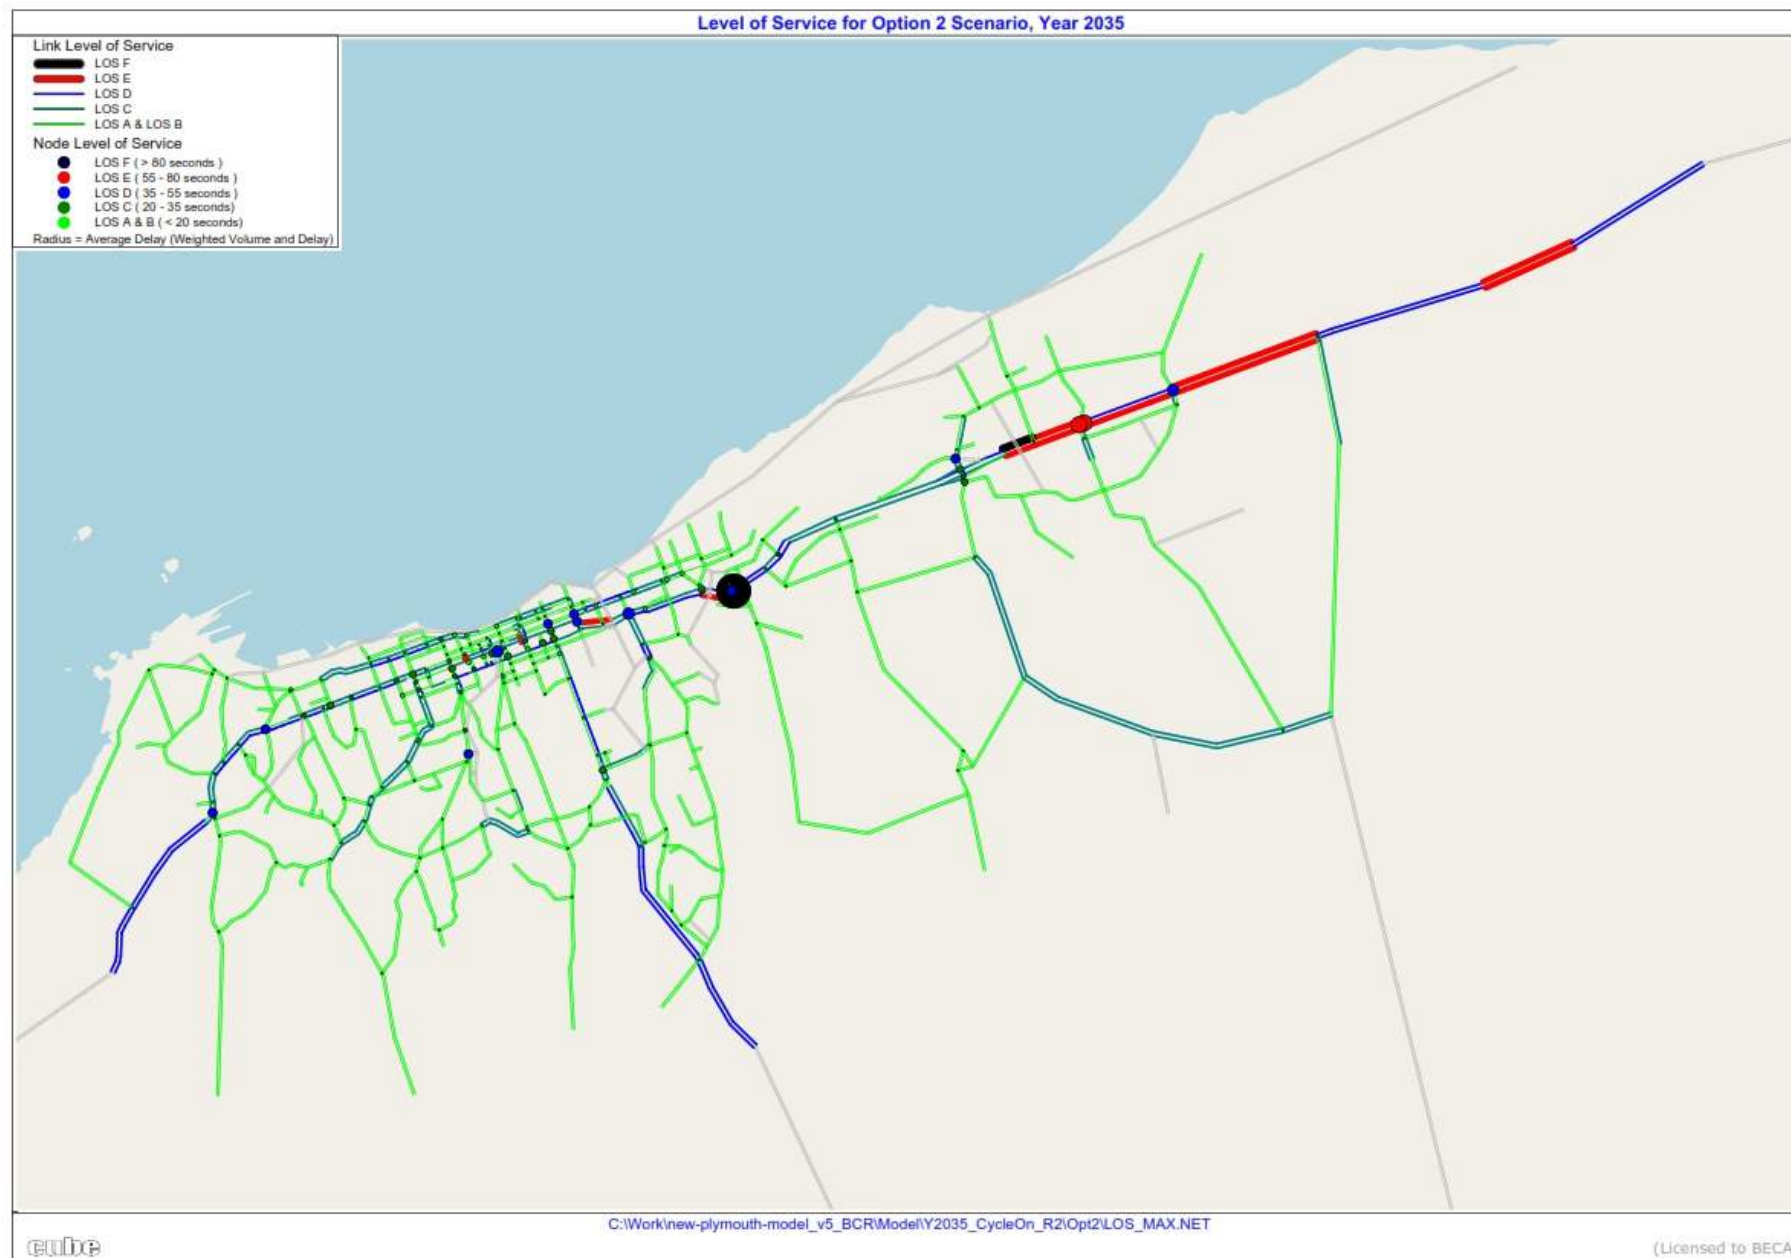 Level of Service for Option 2 Scenario, Year 2035
Link Level of Service
LOS F
LOS E
LOS D
LOS C
LOS A & LOS B
Node Level of Service
LOS F ( > 80 seconds )
LOS E ( 55 - 80 seconds )
LOS D ( 35 - 55 seconds )
LOS C ( 20 - 35 seconds)
LOS A & B ( < 20 seconds)
Radius = Average Delay (Weighted Volume and Delay)
C:\Work\new-plymouth-model_v5_BCR\Model\Y2035_CycleOn_R2\Opt2\LOS_MAX.NET
cube
(Licensed to BECA